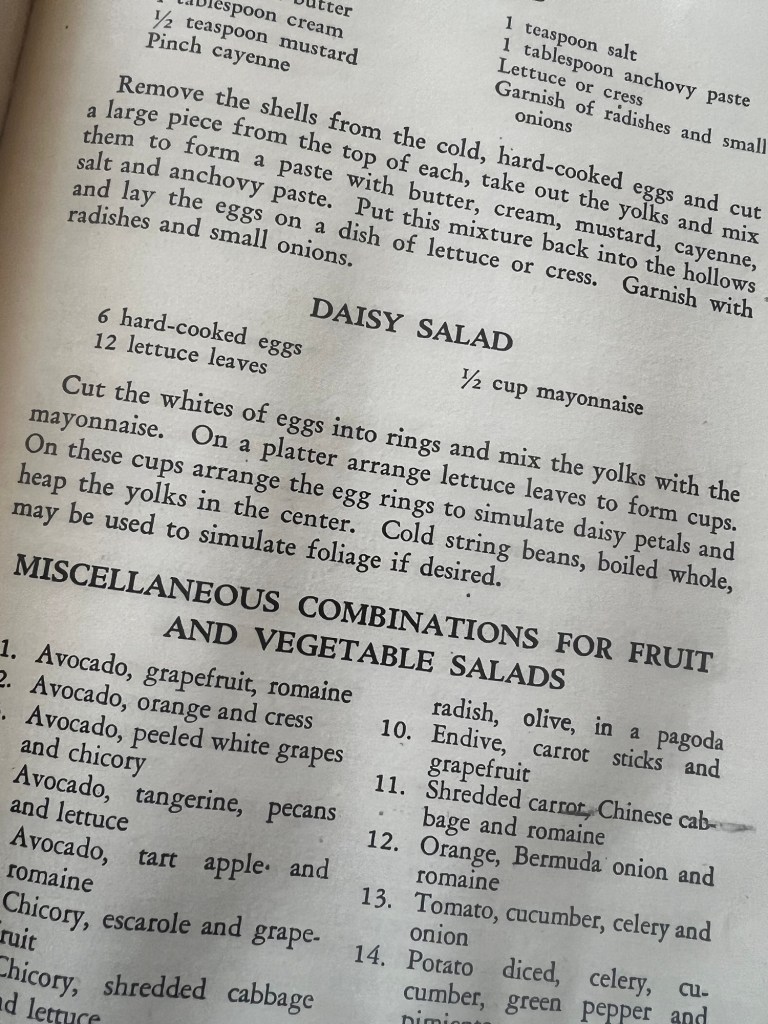 butter
tablespoon cream
½ teaspoon mustard
Pinch cayenne
1 teaspoon salt
1 tablespoon anchovy paste
Lettuce or cress
Garnish of radishes and small
onions
Remove the shells from the cold, hard-cooked eggs and cut
a large piece from the top of each, take out the yolks and mix
them to form a paste with butter, cream, mustard, cayenne,
salt and anchovy paste. Put this mixture back into the hollows
and lay the eggs on a dish of lettuce or cress. Garnish with
radishes and small onions.
DAISY SALAD
6 hard-cooked eggs
12 lettuce leaves
½ cup mayonnaise
Cut the whites of eggs into rings and mix the yolks with the
mayonnaise. On a platter arrange lettuce leaves to form cups.
On these cups arrange the egg rings to simulate daisy petals and
heap the yolks in the center. Cold string beans, boiled whole,
may be used to simulate foliage if desired.
MISCELLANEOUS COMBINATIONS FOR FRUIT
AND VEGETABLE SALADS
1. Avocado, grapefruit, romaine
2. Avocado, orange and cress
. Avocado, peeled white grapes
and chicory
Avocado, tangerine, pecans
and lettuce
Avocado, tart apple and
romaine
Chicory, escarole and grape-
fruit
Chicory, shredded cabbage
and lettuce
radish, olive, in a pagoda
10. Endive, carrot sticks and
grapefruit
11. Shredded carrot, Chinese cab-
bage and romaine
12. Orange, Bermuda onion and
romaine
13. Tomato, cucumber, celery and
onion
14. Potato diced, celery, cu-
cumber, green pepper and